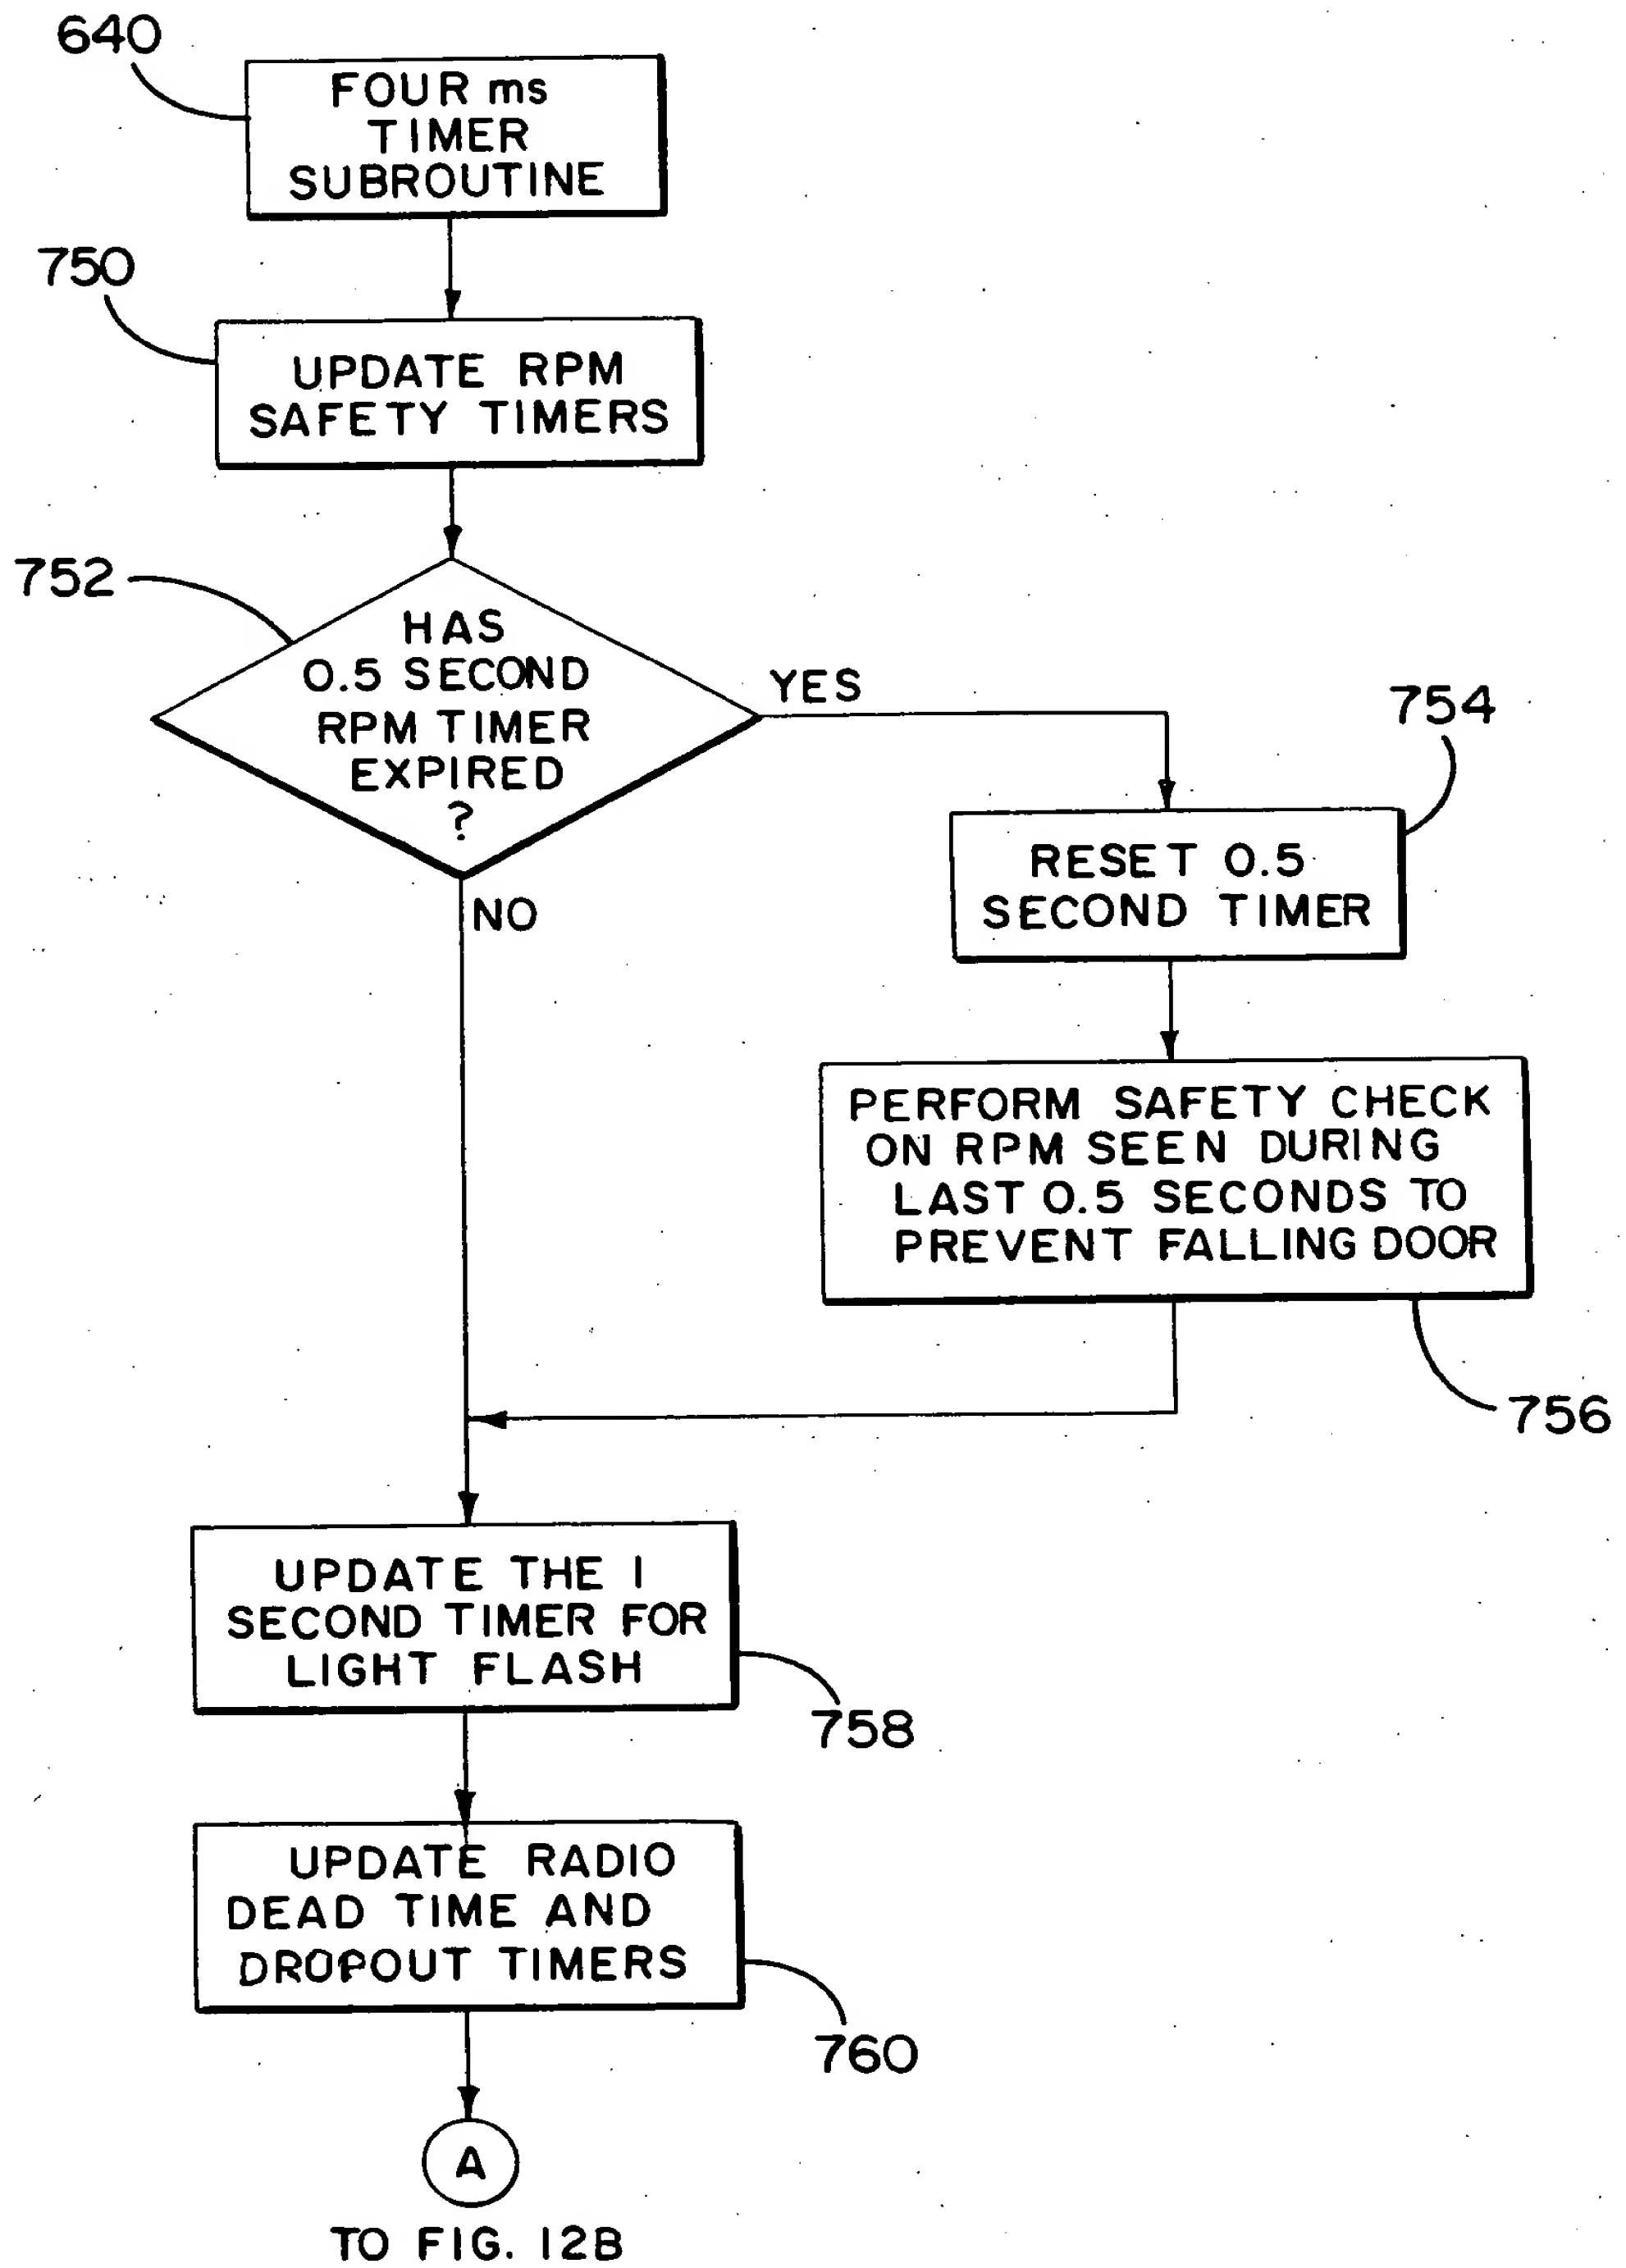 640
FOUR ms
TIMER
SUBROUTINE
750
UPDATE RPM
SAFETY TIMERS
752
HAS
0.5 SECOND
RPM TIMER
EXPIRED
?
YES
NO
754
RESET 0.5
SECOND TIMER
PERFORM SAFETY CHECK
ON RPM SEEN DURING
LAST 0.5 SECONDS TO
PREVENT FALLING DOOR
756
UPDATE THE 1
SECOND TIMER FOR
LIGHT FLASH
758
UPDATE RADIO
DEAD TIME AND
DROPOUT TIMERS
760
A
TO FIG. 12B